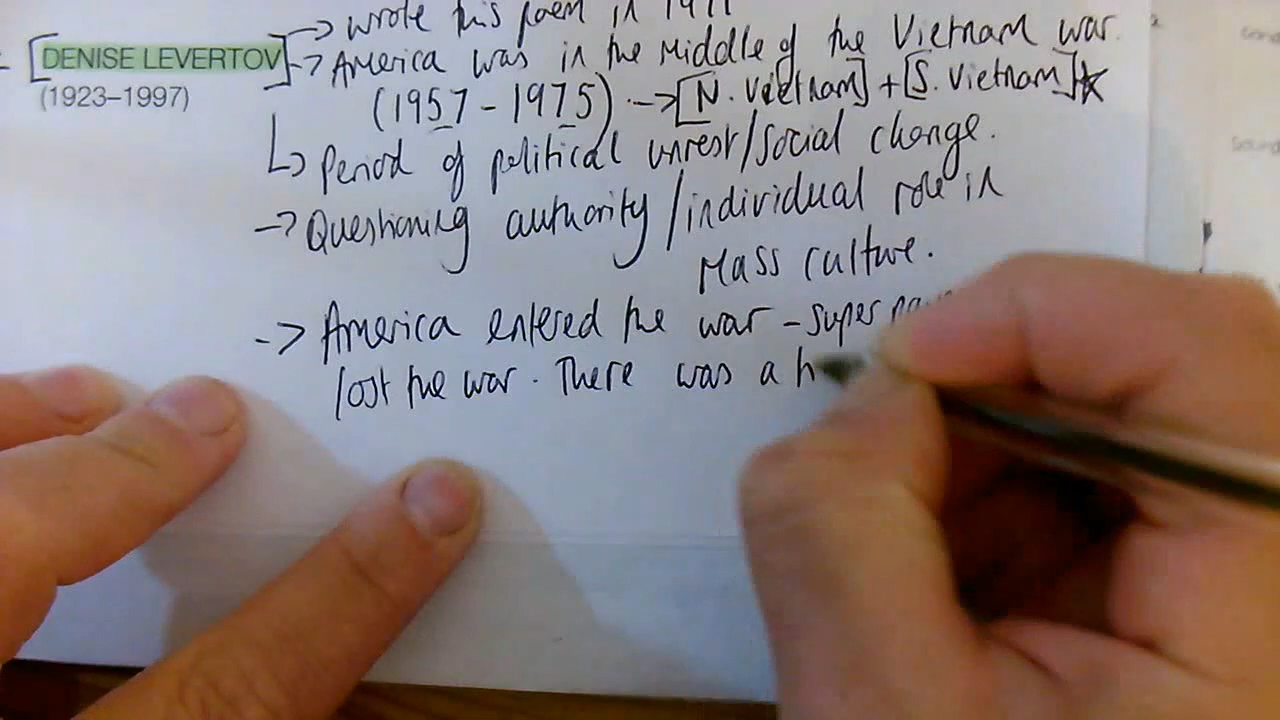 → wrote this poem in 1971
[DENISE LEVERTOV] → America was in the middle of the Vietnam war.
(1923–1997)
(1957 - 1975) → [N. Vietnam] + [S. Vietnam]
↳ Period of political unrest/social change.
→ Questioning authority/individual role in
Mass culture.
→ America entered the war - super
lost the war. There was a